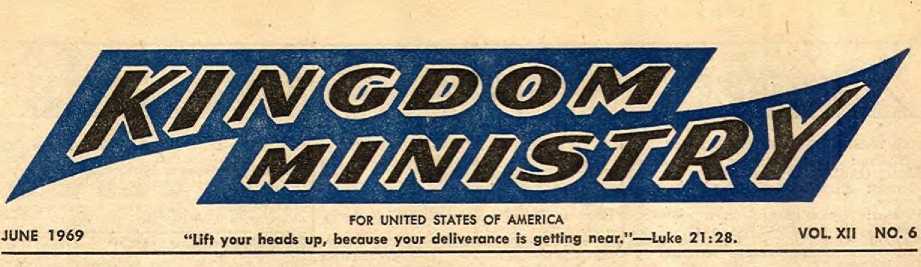 KINGDOM
MINISTRY
FOR UNITED STATES OF AMERICA
JUNE 1969 "Lift your heads up, because your deliverance is getting near."—Luke 21:28. VOL. XII NO. 6